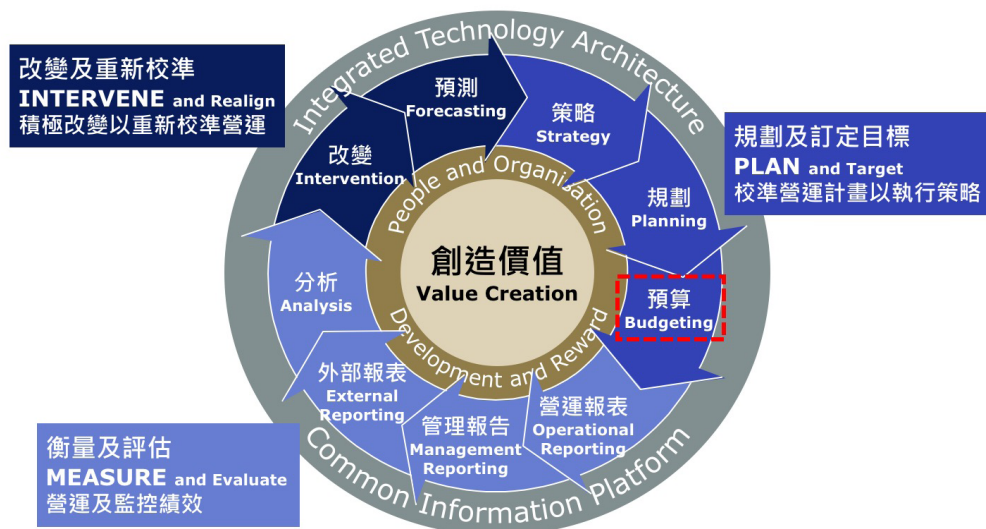 Integrated Technology Architecture
改變及重新校準
INTERVENE and Realign
積極改變以重新校準營運
預測
Forecasting
策略
Strategy
改變
Intervention
People and Organisation
規劃及訂定目標
PLAN and Target
校準營運計畫以執行策略
規劃
Planning
創造價值
Value Creation
分析
Analysis
預算
Budgeting
Development and Reward
外部報表
External
Reporting
管理報告
Management
Reporting
營運報表
Operational
Reporting
衡量及評估
MEASURE and Evaluate
營運及監控績效
Common Information Platform